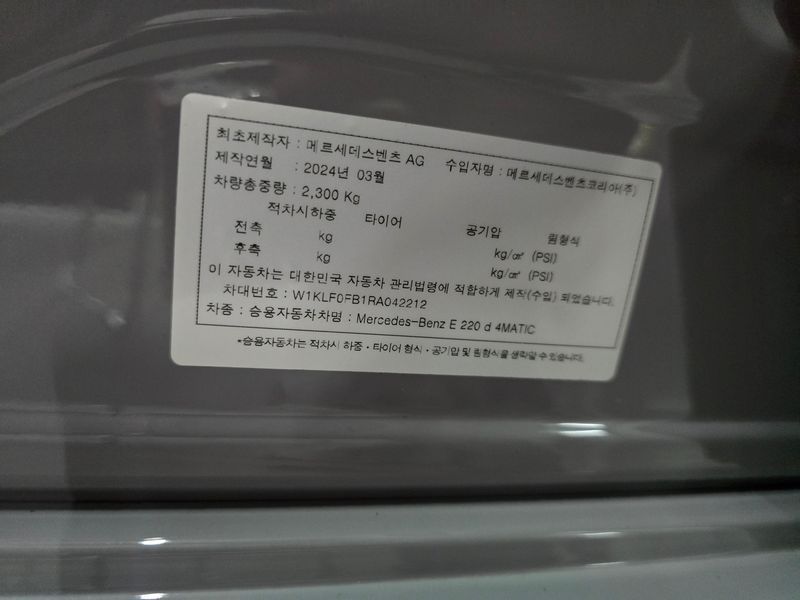 최초제작자 : 메르세데스벤츠 AG 수입자명 : 메르세데스벤츠코리아(주)
제작연월 : 2024년 03월
차량총중량 : 2,300 Kg
적차시하중 타이어 공기압 림형식
전축 kg kg/㎠ (PSI)
후축 kg kg/㎠ (PSI)
이 자동차는 대한민국 자동차 관리법령에 적합하게 제작(수입) 되었습니다.
차대번호 : W1KLF0FB1RA042212
차종 : 승용자동차차명 : Mercedes-Benz E 220 d 4MATIC
*승용자동차는 적차시 하중・타이어 형식・공기압 및 림형식을 생략할 수 있습니다.